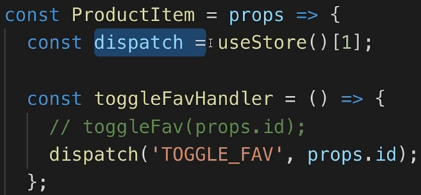 const ProductItem = props => {
const dispatch = useStore()[1];
const toggleFavHandler = () => {
// toggleFav(props.id);
dispatch('TOGGLE_FAV', props.id);
};